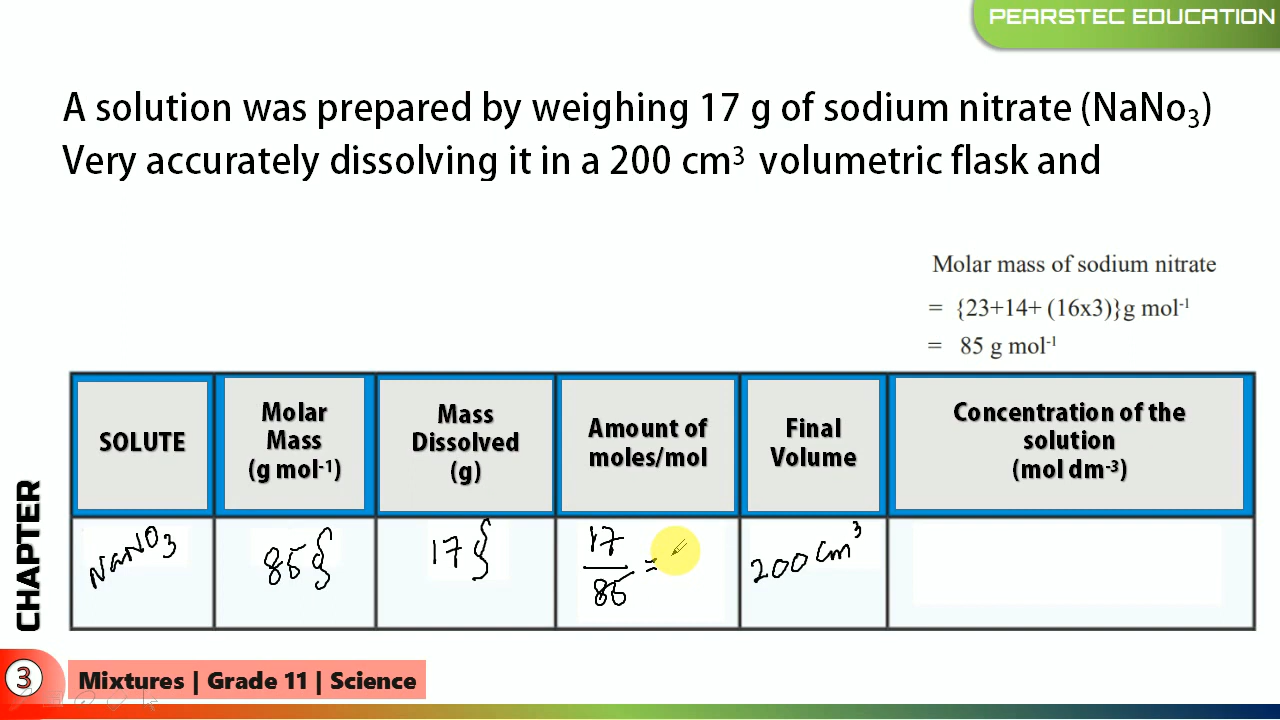 PEARSTEC EDUCATION
A solution was prepared by weighing 17 g of sodium nitrate (NaNo₃)
Very accurately dissolving it in a 200 cm³ volumetric flask and
Molar mass of sodium nitrate
= {23+14+ (16x3)}g mol⁻¹
= 85 g mol⁻¹
SOLUTE
Molar
Mass
(g mol⁻¹)
Mass
Dissolved
(g)
Amount of
moles/mol
Final
Volume
Concentration of the
solution
(mol dm⁻³)
NaNO₃
85g
17g
17
85 =
200 cm³
CHAPTER
3
Mixtures | Grade 11 | Science